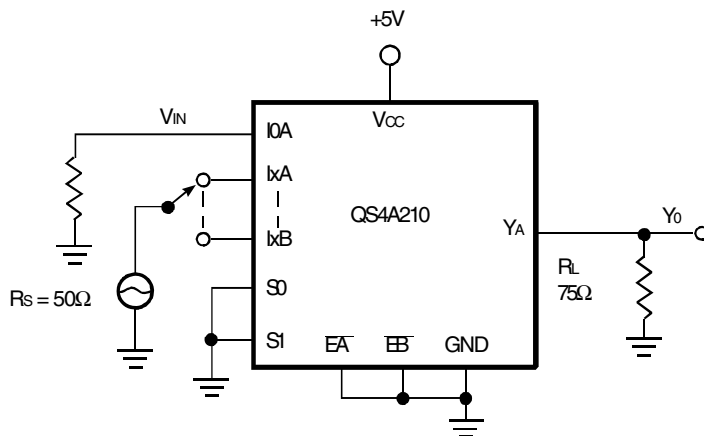 +5V
VIN
I0A
VCC
IxA
QS4A210
YA
Y0
IxB
RL
75Ω
S0
RS = 50Ω
S1
EA
EB
GND